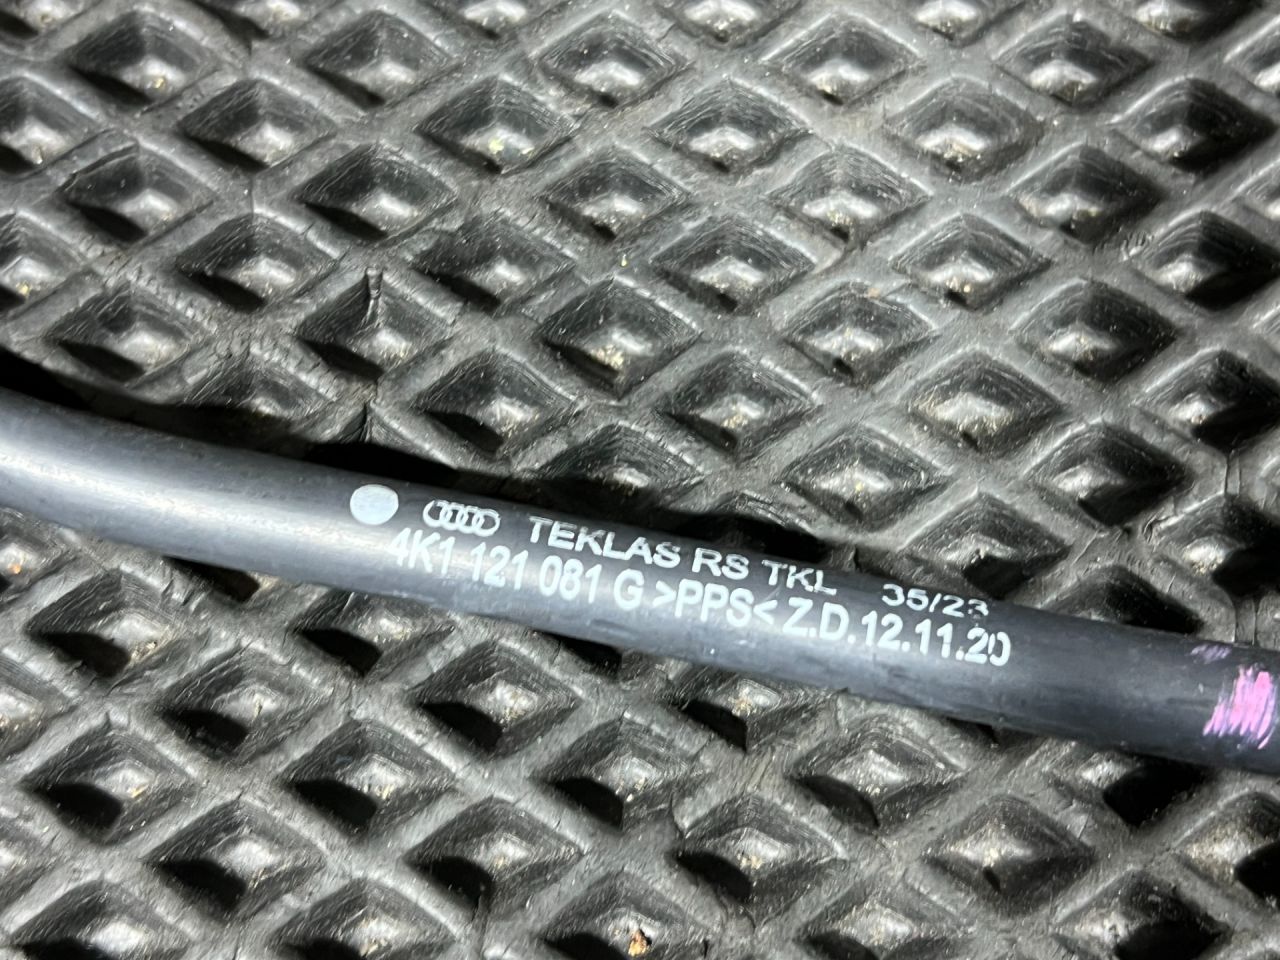 TEKLAS RS TKL 35/23
4K1 121 081 G >PPS< Z.D.12.11.20